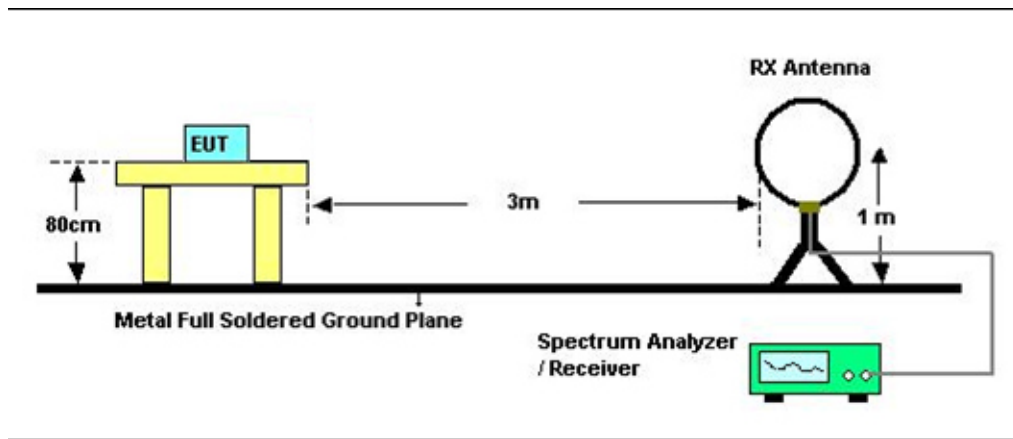 RX Antenna
EUT
80cm
3m
1 m
Metal Full Soldered Ground Plane
Spectrum Analyzer
/ Receiver